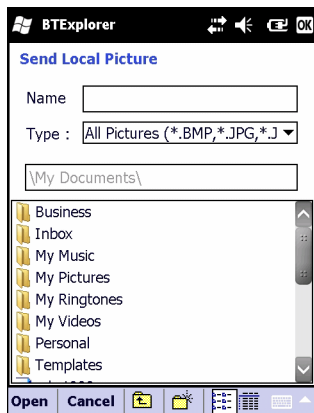 BTExplorer OK
Send Local Picture
Name
Type : All Pictures (*.BMP,*.JPG,*.J
\My Documents\
Business
Inbox
My Music
My Pictures
My Ringtones
My Videos
Personal
Templates
Open Cancel